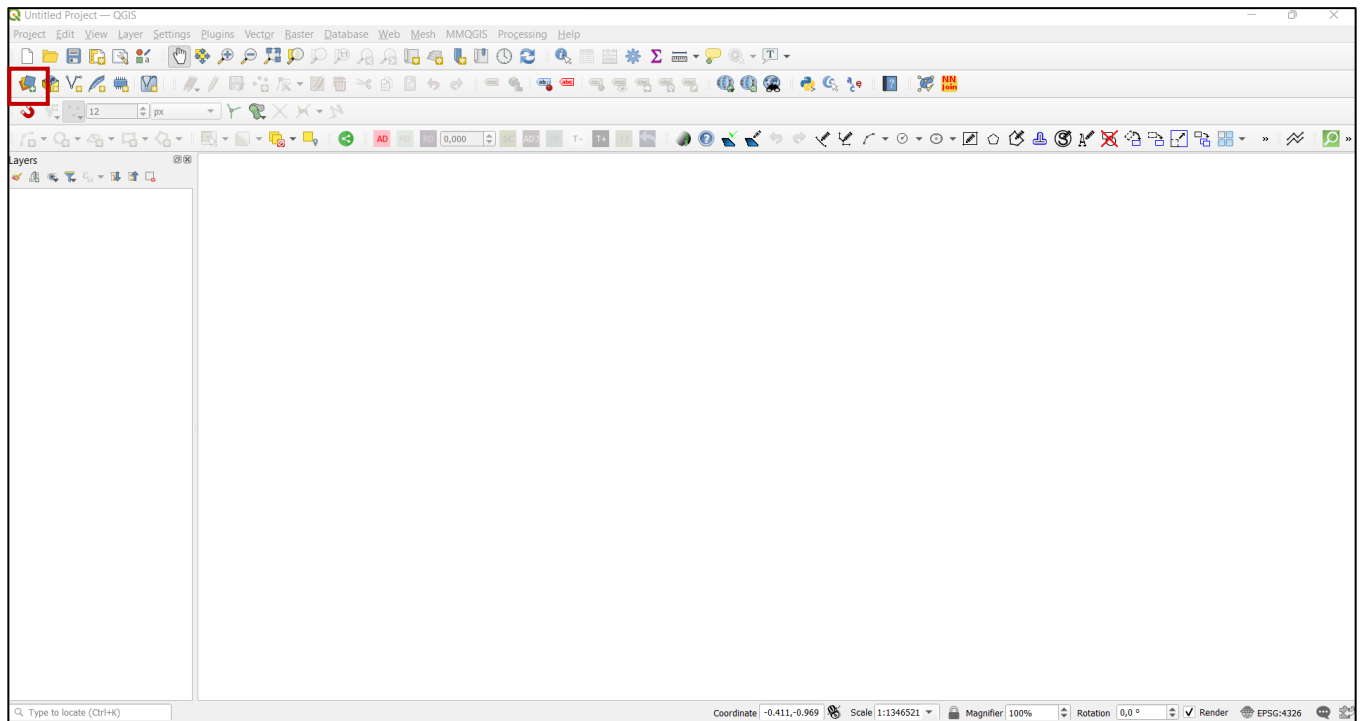 Untitled Project — QGIS
Project Edit View Layer Settings Plugins Vector Raster Database Web Mesh MMQGIS Processing Help
NN
join
12 px
AD RO 0,000 SC T- T+
Layers
Type to locate (Ctrl+K) Coordinate -0.411,-0.969 Scale 1:1346521 Magnifier 100% Rotation 0,0 ° Render EPSG:4326